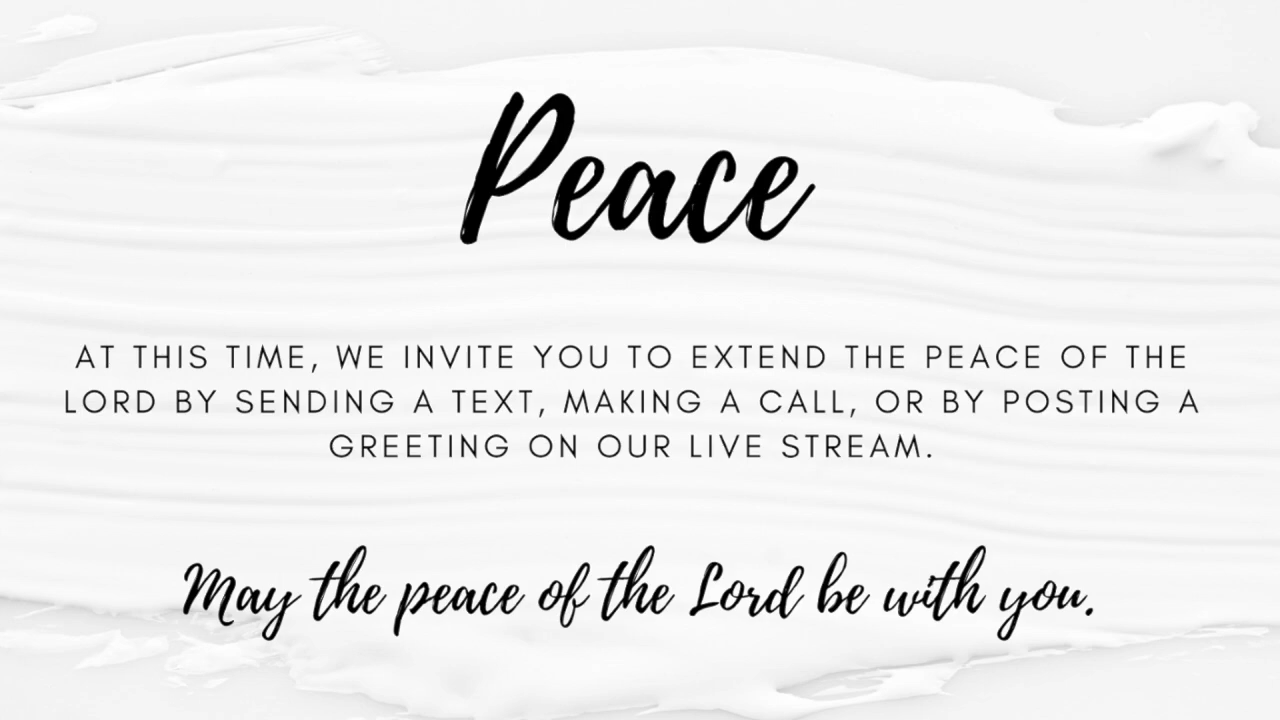 Peace
AT THIS TIME, WE INVITE YOU TO EXTEND THE PEACE OF THE
LORD BY SENDING A TEXT, MAKING A CALL, OR BY POSTING A
GREETING ON OUR LIVE STREAM.
May the peace of the Lord be with you.